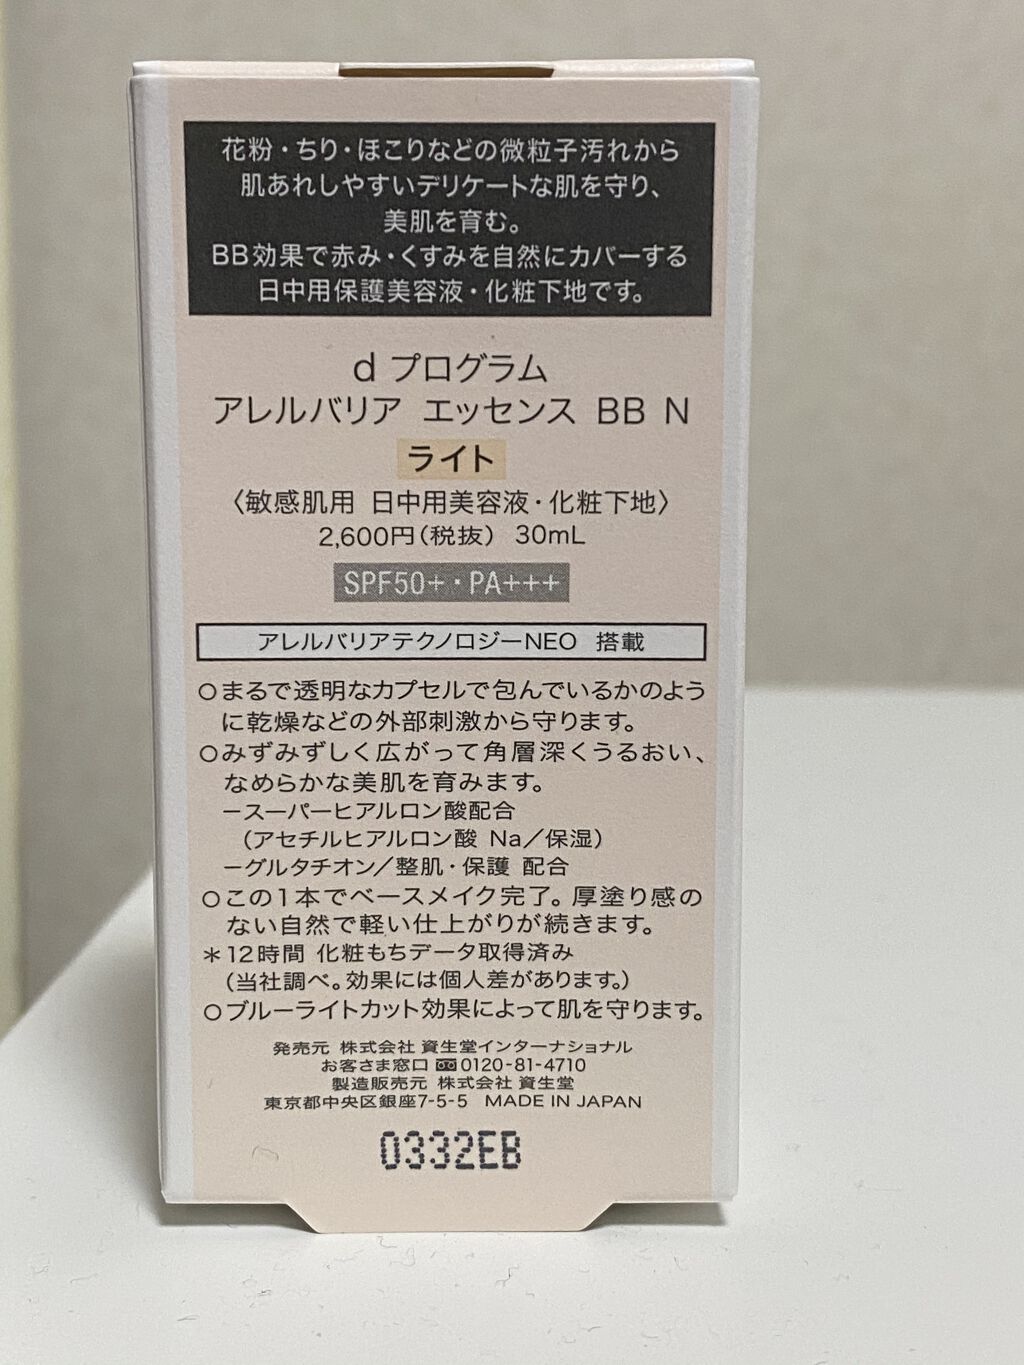 花粉・ちり・ほこりなどの微粒子汚れから
肌あれしやすいデリケートな肌を守り、
美肌を育む。
BB効果で赤み・くすみを自然にカバーする
日中用保護美容液・化粧下地です。
d プログラム
アレルバリア エッセンス BB N
ライト
〈敏感肌用 日中用美容液・化粧下地〉
2,600円(税抜) 30mL
SPF50+・PA+++
アレルバリアテクノロジーNEO 搭載
○まるで透明なカプセルで包んでいるかのよう
に乾燥などの外部刺激から守ります。
○みずみずしく広がって角層深くうるおい、
なめらかな美肌を育みます。
−スーパーヒアルロン酸配合
(アセチルヒアルロン酸 Na/保湿)
−グルタチオン/整肌・保護 配合
○この1本でベースメイク完了。厚塗り感の
ない自然で軽い仕上がりが続きます。
*12時間 化粧もちデータ取得済み
(当社調べ。効果には個人差があります。)
○ブルーライトカット効果によって肌を守ります。
発売元 株式会社 資生堂インターナショナル
お客さま窓口 0120-81-4710
製造販売元 株式会社 資生堂
東京都中央区銀座7-5-5 MADE IN JAPAN
0332EB